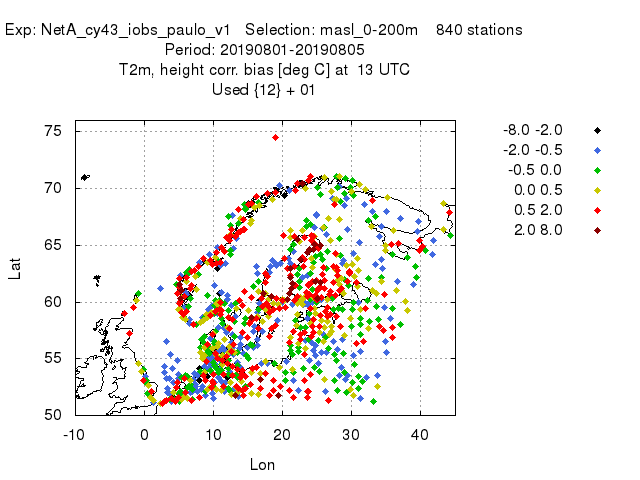 Exp: NetA_cy43_iobs_paulo_v1   Selection: masl_0-200m    840 stations
Period: 20190801-20190805
T2m, height corr. bias [deg C] at  13 UTC
Used {12} + 01
-8.0 -2.0
-2.0 -0.5
-0.5 0.0
0.0 0.5
0.5 2.0
2.0 8.0
75
70
65
60
55
50
Lat
-10 0 10 20 30 40
Lon